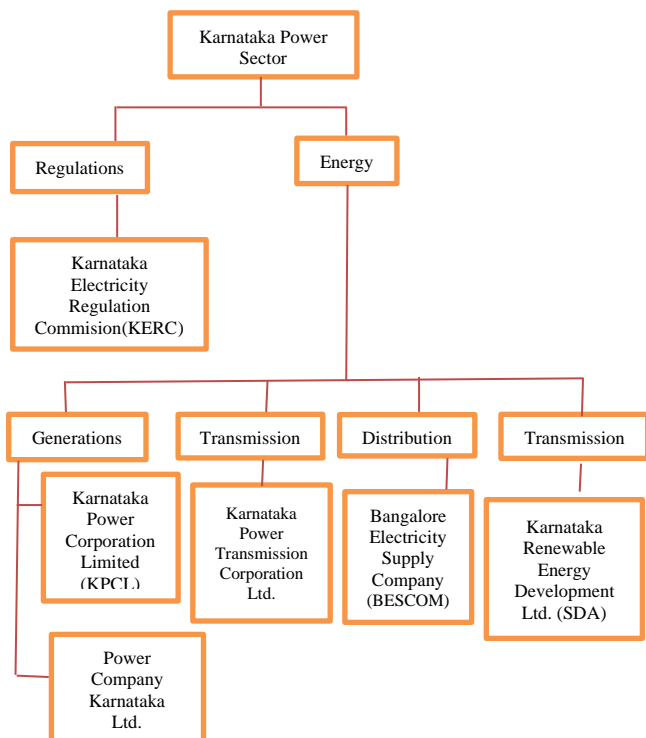 Karnataka Power
Sector
Regulations
Energy
Karnataka
Electricity
Regulation
Commision(KERC)
Generations
Transmission
Distribution
Transmission
Karnataka
Power
Corporation
Limited
(KPCL)
Karnataka
Power
Transmission
Corporation
Ltd.
Bangalore
Electricity
Supply
Company
(BESCOM)
Karnataka
Renewable
Energy
Development
Ltd. (SDA)
Power
Company
Karnataka
Ltd.